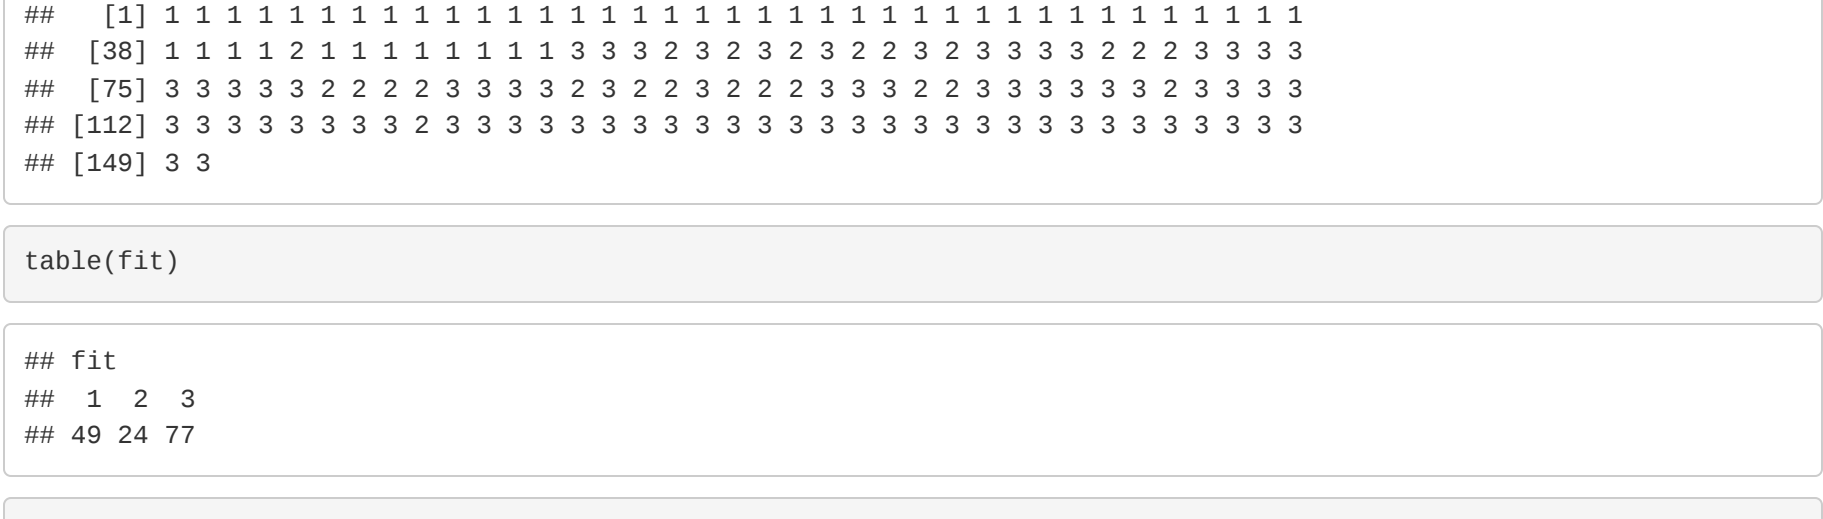 ##   [1] 1 1 1 1 1 1 1 1 1 1 1 1 1 1 1 1 1 1 1 1 1 1 1 1 1 1 1 1 1 1 1 1 1 1 1 1 1
##  [38] 1 1 1 1 2 1 1 1 1 1 1 1 1 3 3 3 2 3 2 3 2 3 2 2 3 2 3 3 3 3 2 2 2 3 3 3 3
##  [75] 3 3 3 3 3 2 2 2 2 3 3 3 3 2 3 2 2 3 2 2 2 3 3 3 2 2 3 3 3 3 3 3 2 3 3 3 3
## [112] 3 3 3 3 3 3 3 3 2 3 3 3 3 3 3 3 3 3 3 3 3 3 3 3 3 3 3 3 3 3 3 3 3 3 3 3 3
## [149] 3 3
table(fit)
## fit
##  1  2  3
## 49 24 77